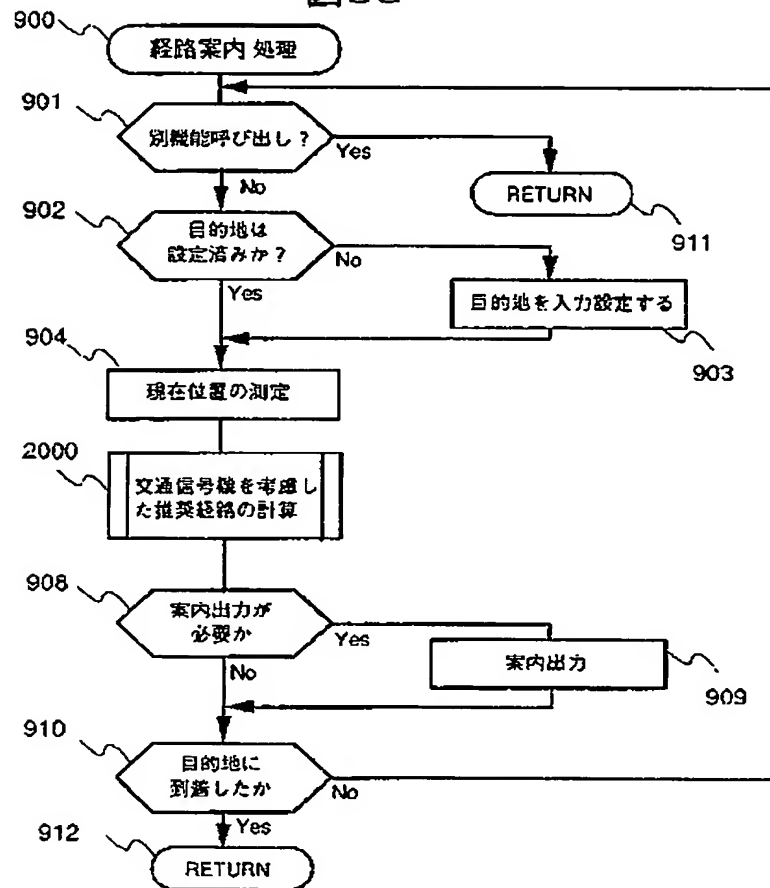 900
経路案内 処理
901
別機能呼び出し？
Yes
No
RETURN
911
902
目的地は
設定済みか？
No
Yes
目的地を入力設定する
903
904
現在位置の測定
2000
交通信号機を考慮し
た推奨経路の計算
908
案内出力が
必要か
Yes
No
案内出力
909
910
目的地に
到着したか
No
Yes
912
RETURN